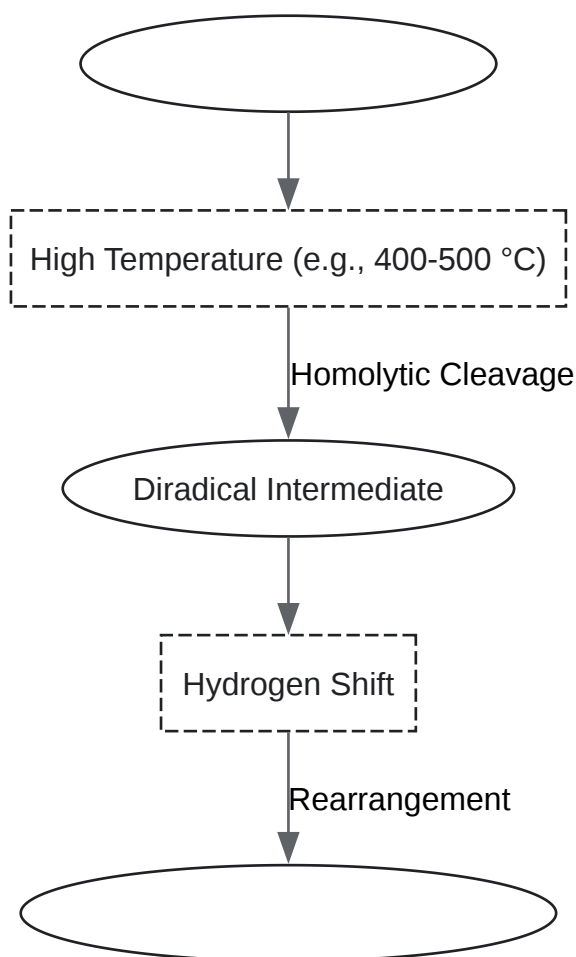 High Temperature (e.g., 400-500 °C)
Homolytic Cleavage
Diradical Intermediate
Hydrogen Shift
Rearrangement